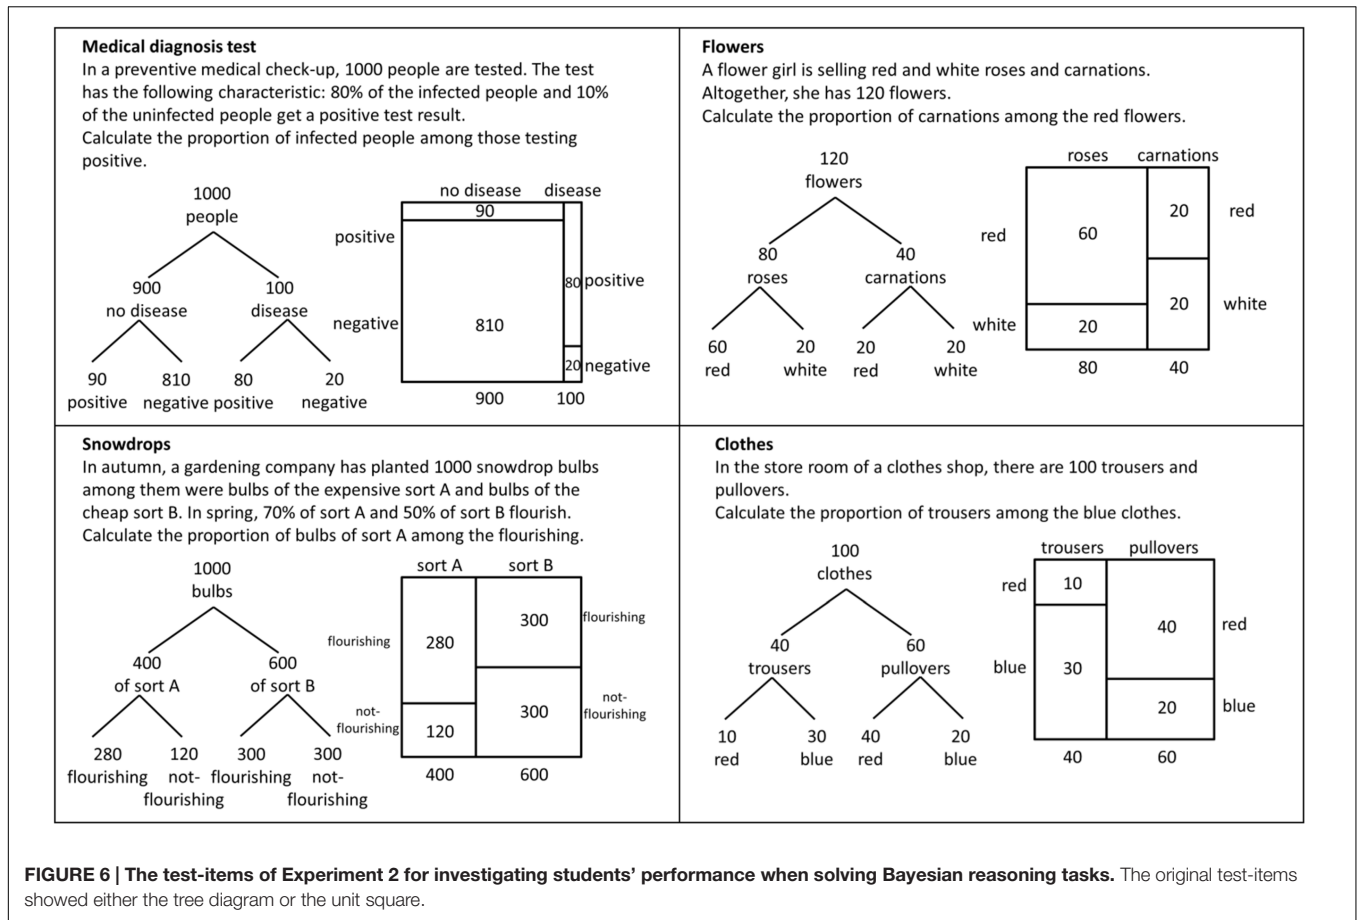 Medical diagnosis test
In a preventive medical check-up, 1000 people are tested. The test
has the following characteristic: 80% of the infected people and 10%
of the uninfected people get a positive test result.
Calculate the proportion of infected people among those testing
positive.
1000
people
900
no disease
100
disease
90
positive
810
negative
80
positive
20
negative
no disease
disease
90
positive
80
positive
negative
810
20
negative
900
100
Flowers
A flower girl is selling red and white roses and carnations.
Altogether, she has 120 flowers.
Calculate the proportion of carnations among the red flowers.
120
flowers
80
roses
40
carnations
60
red
20
white
20
red
20
white
roses
carnations
red
60
20
red
white
20
20
white
80
40
Snowdrops
In autumn, a gardening company has planted 1000 snowdrop bulbs
among them were bulbs of the expensive sort A and bulbs of the
cheap sort B. In spring, 70% of sort A and 50% of sort B flourish.
Calculate the proportion of bulbs of sort A among the flourishing.
1000
bulbs
400
of sort A
600
of sort B
280
flourishing
120
not-
flourishing
300
flourishing
300
not-
flourishing
sort A
sort B
flourishing
280
300
flourishing
not-
flourishing
120
300
not-
flourishing
400
600
Clothes
In the store room of a clothes shop, there are 100 trousers and
pullovers.
Calculate the proportion of trousers among the blue clothes.
100
clothes
40
trousers
60
pullovers
10
red
30
blue
40
red
20
blue
trousers
pullovers
red
10
40
red
blue
30
20
blue
40
60
FIGURE 6 | The test-items of Experiment 2 for investigating students' performance when solving Bayesian reasoning tasks. The original test-items
showed either the tree diagram or the unit square.